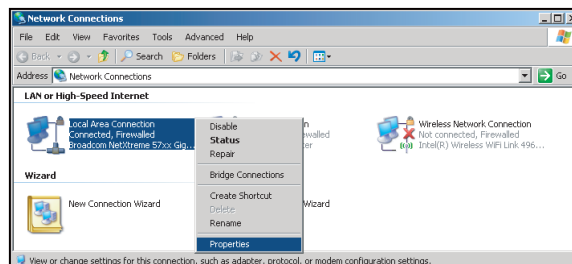 Network Connections
File Edit View Favorites Tools Advanced Help
Back Search Folders
Address Network Connections Go
LAN or High-Speed Internet
Local Area Connection
Connected, Firewalled
Broadcom NetXtreme 57xx Gig...
Disable
Status
Repair
Bridge Connections
Create Shortcut
Delete
Rename
Properties
Wireless Network Connection
Not connected, Firewalled
Intel(R) Wireless WiFi Link 496...
Wizard
New Connection Wizard
Wizard
View or change settings for this connection, such as adapter, protocol, or modem configuration settings.